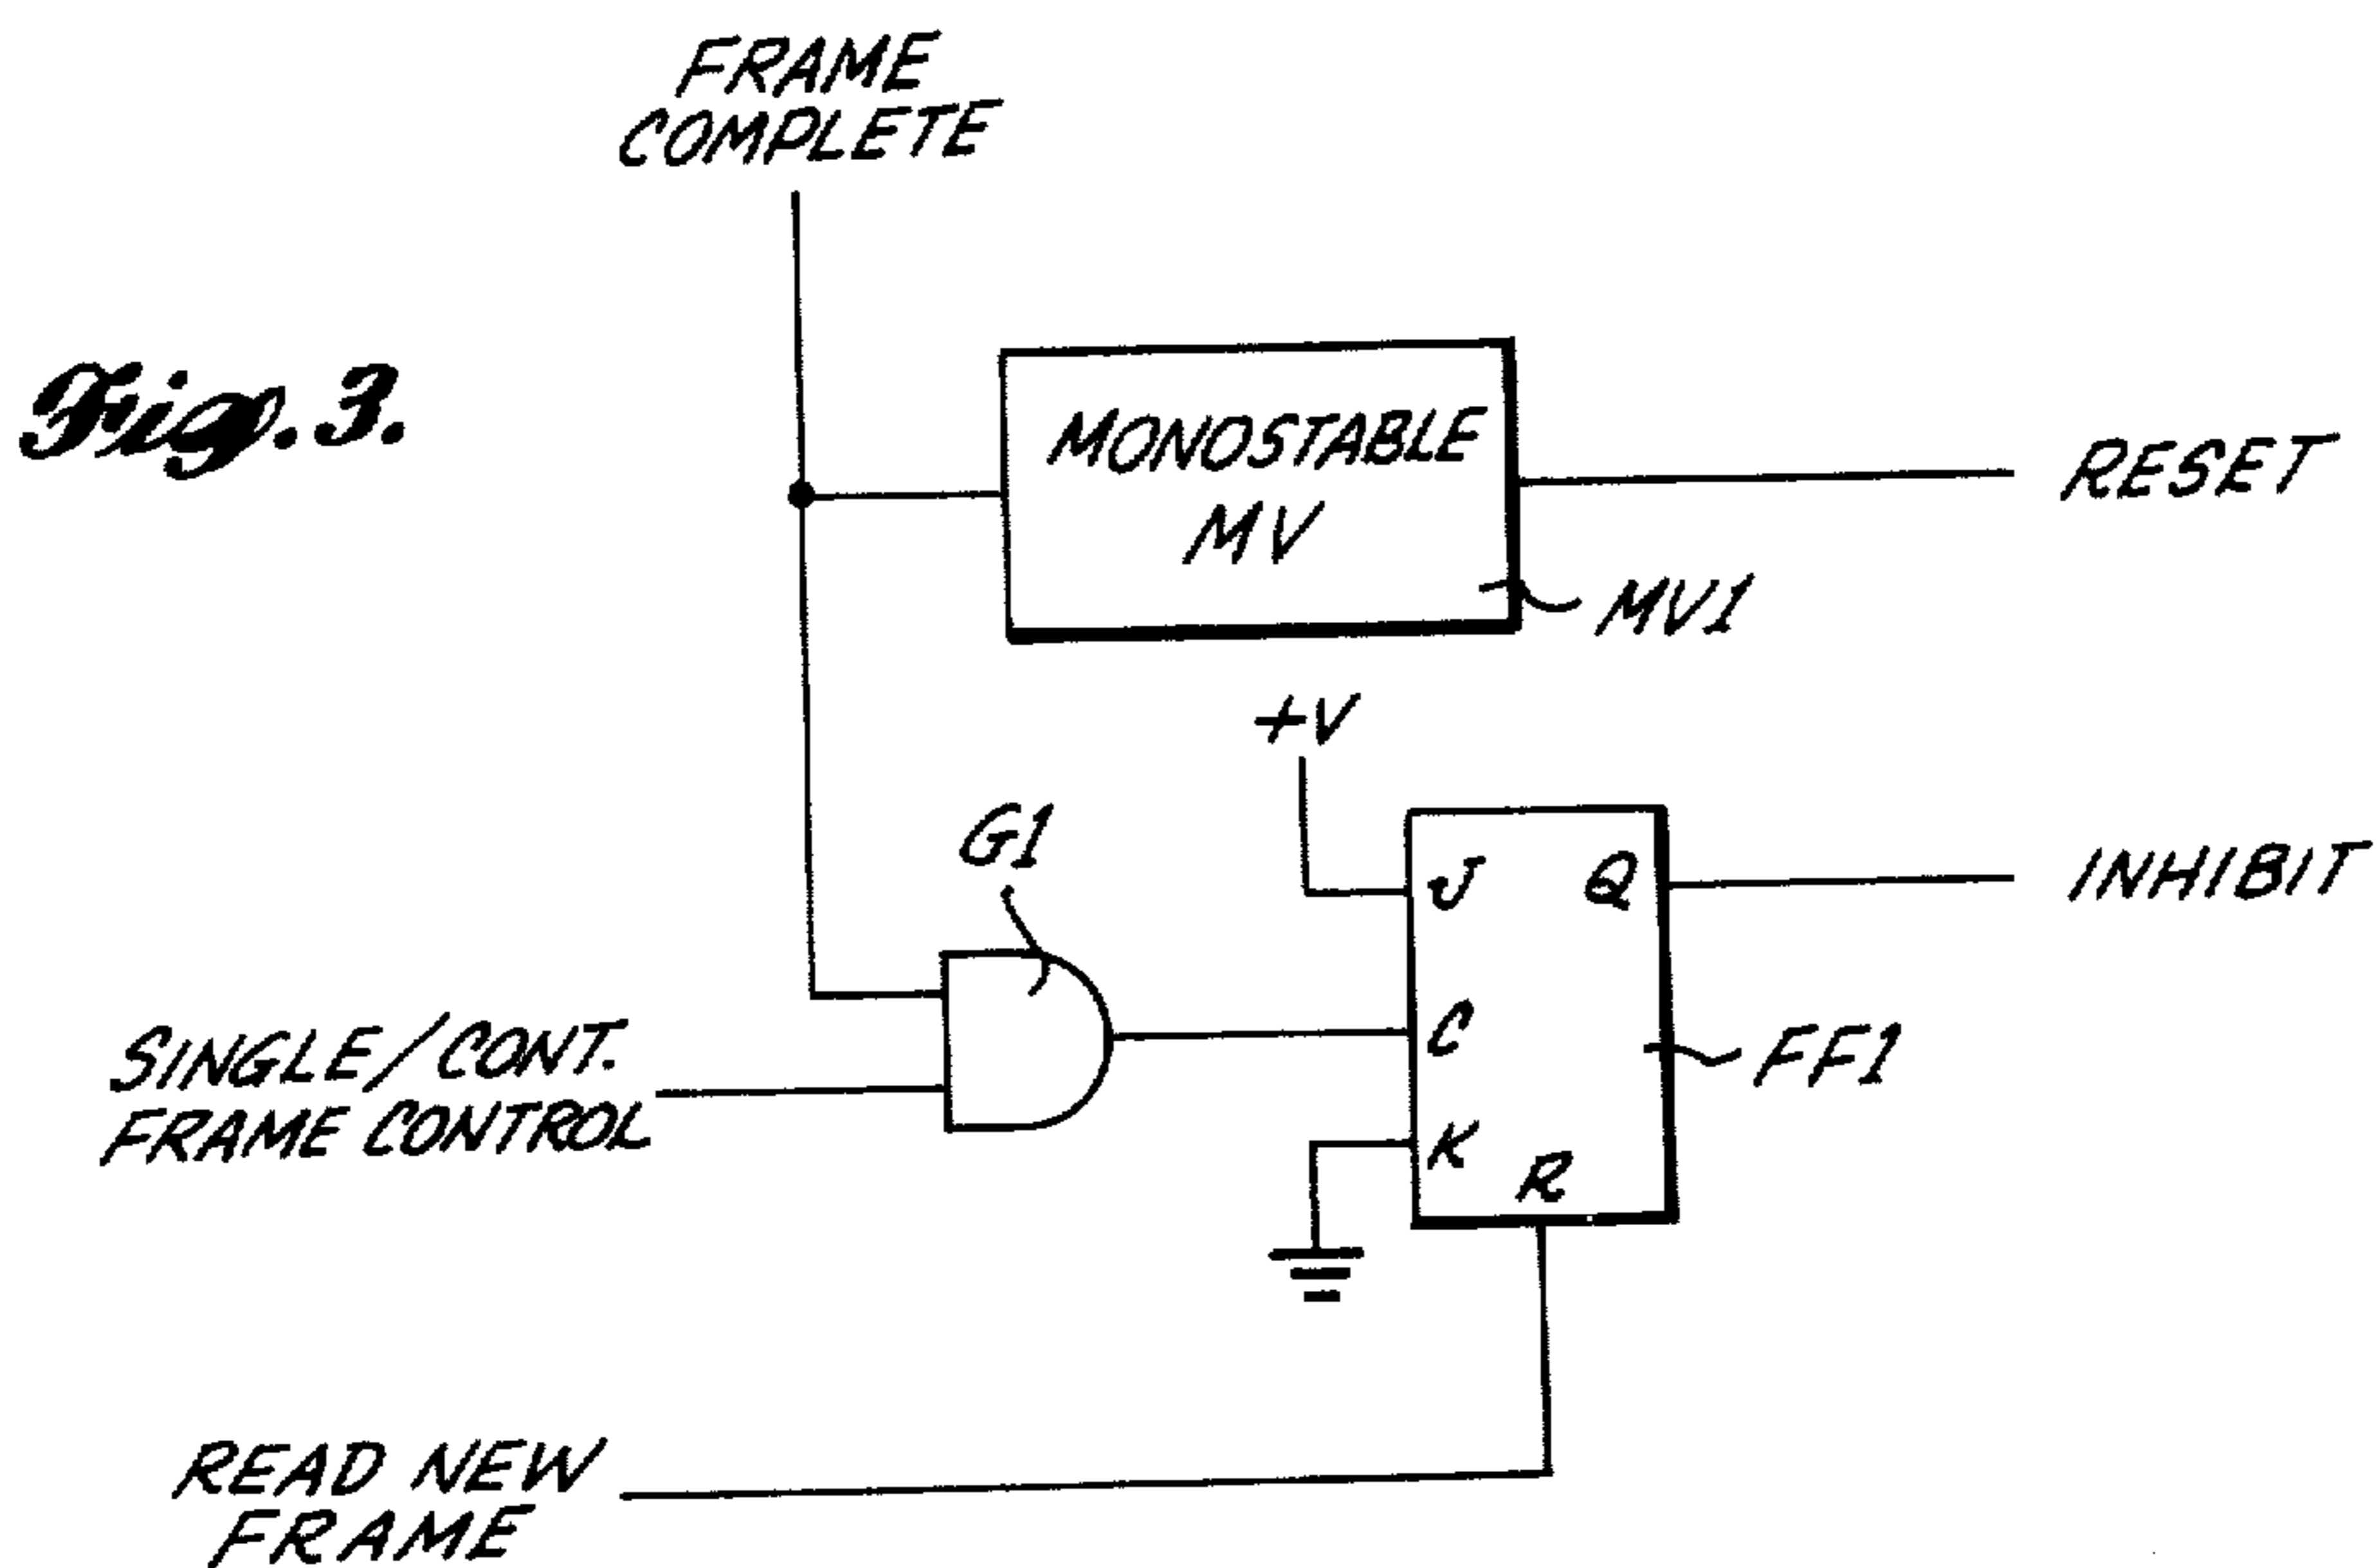 FRAME
COMPLETE
Fig. 3.
MONOSTABLE
MV
RESET
MV1
+V
G1
J
Q
INHIBIT
SINGLE/CONT.
FRAME CONTROL
C
FF1
K
R
READ NEW
FRAME